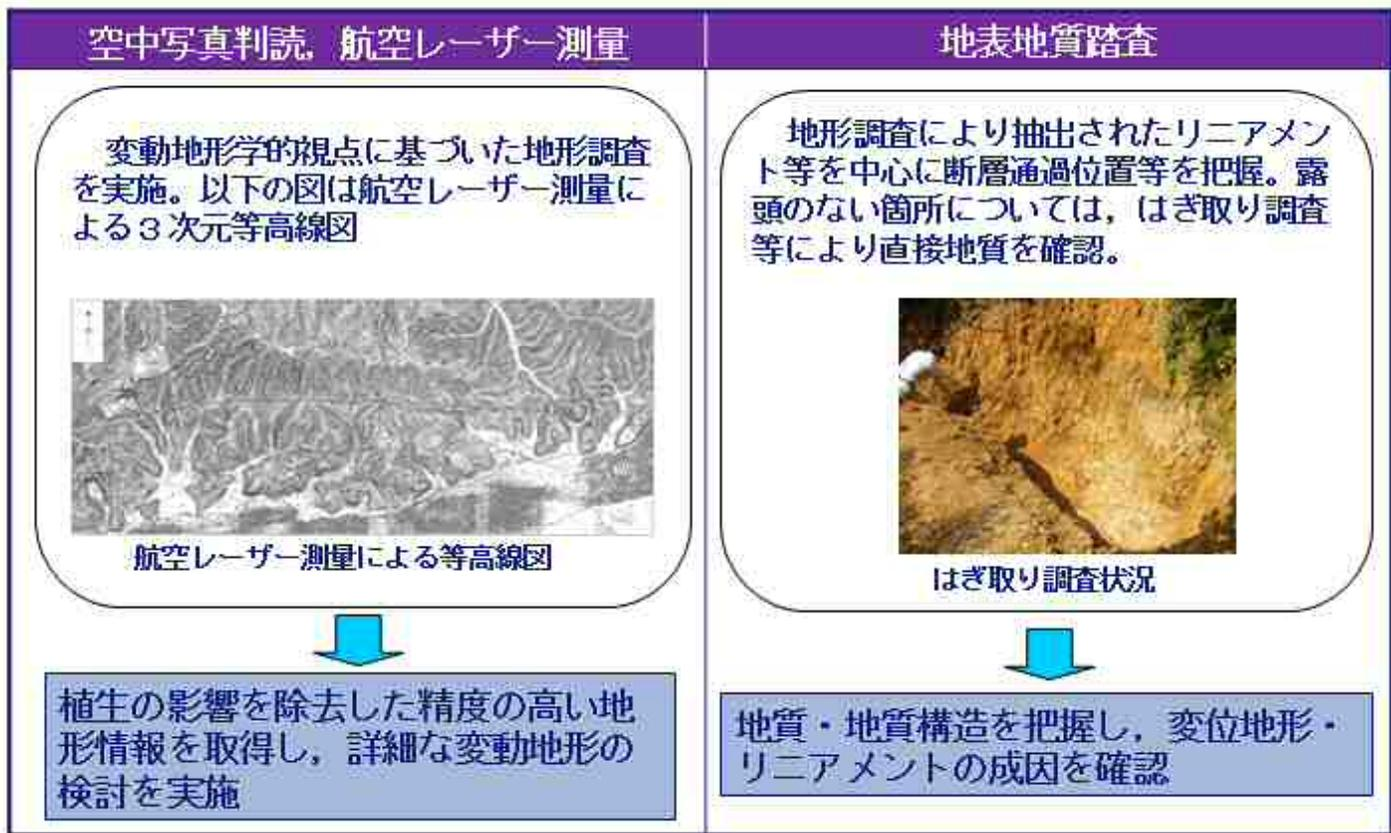 空中写真判読，航空レーザー測量
変動地形学的視点に基づいた地形調査
を実施。以下の図は航空レーザー測量に
よる３次元等高線図
航空レーザー測量による等高線図
植生の影響を除去した精度の高い地
形情報を取得し，詳細な変動地形の
検討を実施
地表地質踏査
地形調査により抽出されたリニアメン
ト等を中心に断層通過位置等を把握。露
頭のない箇所については，はぎ取り調査
等により直接地質を確認。
はぎ取り調査状況
地質・地質構造を把握し，変位地形・
リニアメントの成因を確認